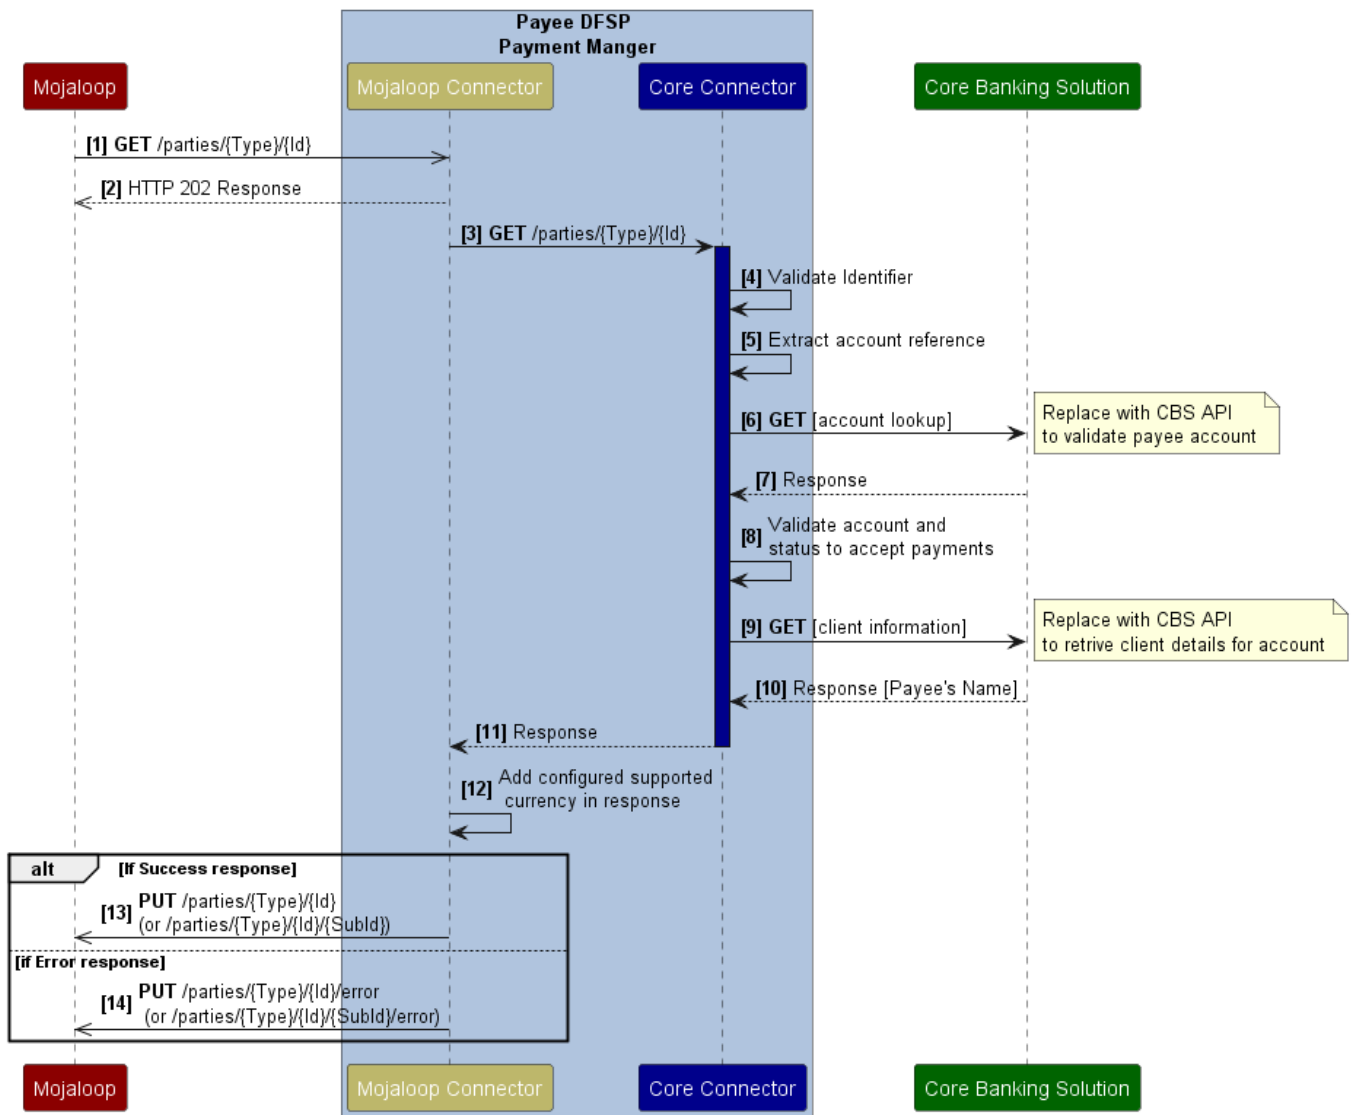 Payee DFSP
Payment Manger
Mojaloop
Mojaloop Connector
Core Connector
Core Banking Solution
[1] GET /parties/{Type}/{Id}
[2] HTTP 202 Response
[3] GET /parties/{Type}/{Id}
[4] Validate Identifier
[5] Extract account reference
[6] GET [account lookup]
Replace with CBS API
to validate payee account
[7] Response
[8] Validate account and
status to accept payments
[9] GET [client information]
Replace with CBS API
to retrive client details for account
[10] Response [Payee's Name]
[11] Response
[12] Add configured supported
currency in response
alt [If Success response]
[13] PUT /parties/{Type}/{Id}
(or /parties/{Type}/{Id}/{SubId})
[if Error response]
[14] PUT /parties/{Type}/{Id}/error
(or /parties/{Type}/{Id}/{SubId}/error)
Mojaloop
Mojaloop Connector
Core Connector
Core Banking Solution